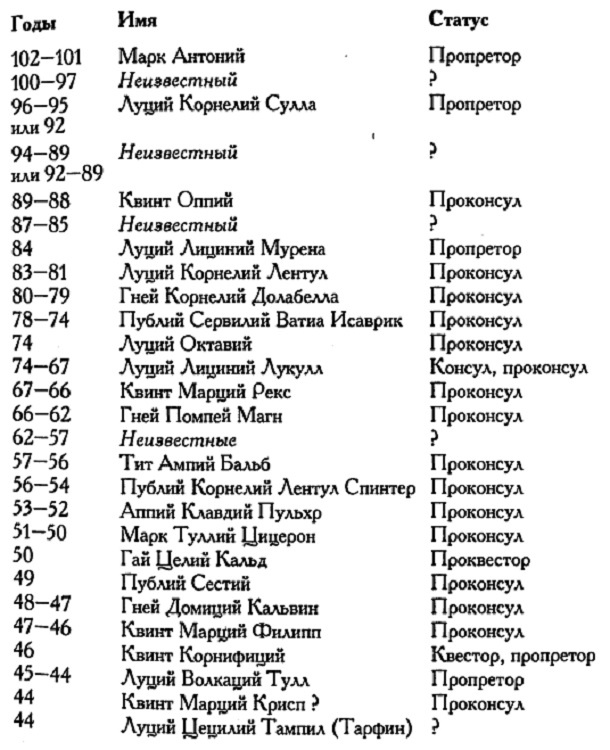 Годы Имя Статус
102—101 Марк Антоний Пропретор
100—97 Неизвестный ?
96—95 Луций Корнелий Сулла Пропретор
или 92
94—89 Неизвестный ?
или 92—89
89—88 Квинт Оппий Проконсул
87—85 Неизвестный ?
84 Луций Лициний Мурена Пропретор
83—81 Луций Корнелий Лентул Проконсул
80—79 Гней Корнелий Долабелла Проконсул
78—74 Публий Сервилий Ватиа Исаврик Проконсул
74 Луций Октавий Проконсул
74—67 Луций Лициний Лукулл Консул, проконсул
67—66 Квинт Марций Рекс Проконсул
66—62 Гней Помпей Магн Проконсул
62—57 Неизвестные ?
57—56 Тит Ампий Бальб Проконсул
56—54 Публий Корнелий Лентул Спинтер Проконсул
53—52 Аппий Клавдий Пульхр Проконсул
51—50 Марк Туллий Цицерон Проконсул
50 Гай Целий Кальд Проквестор
49 Публий Сестий Проконсул
48—47 Гней Домиций Кальвин Проконсул
47—46 Квинт Марций Филипп Проконсул
46 Квинт Корнифиций Квестор, пропретор
45—44 Луций Волкаций Тулл Пропретор
44 Квинт Марций Крисп ? Проконсул
44 Луций Цецилий Тампил (Тарфин) ?